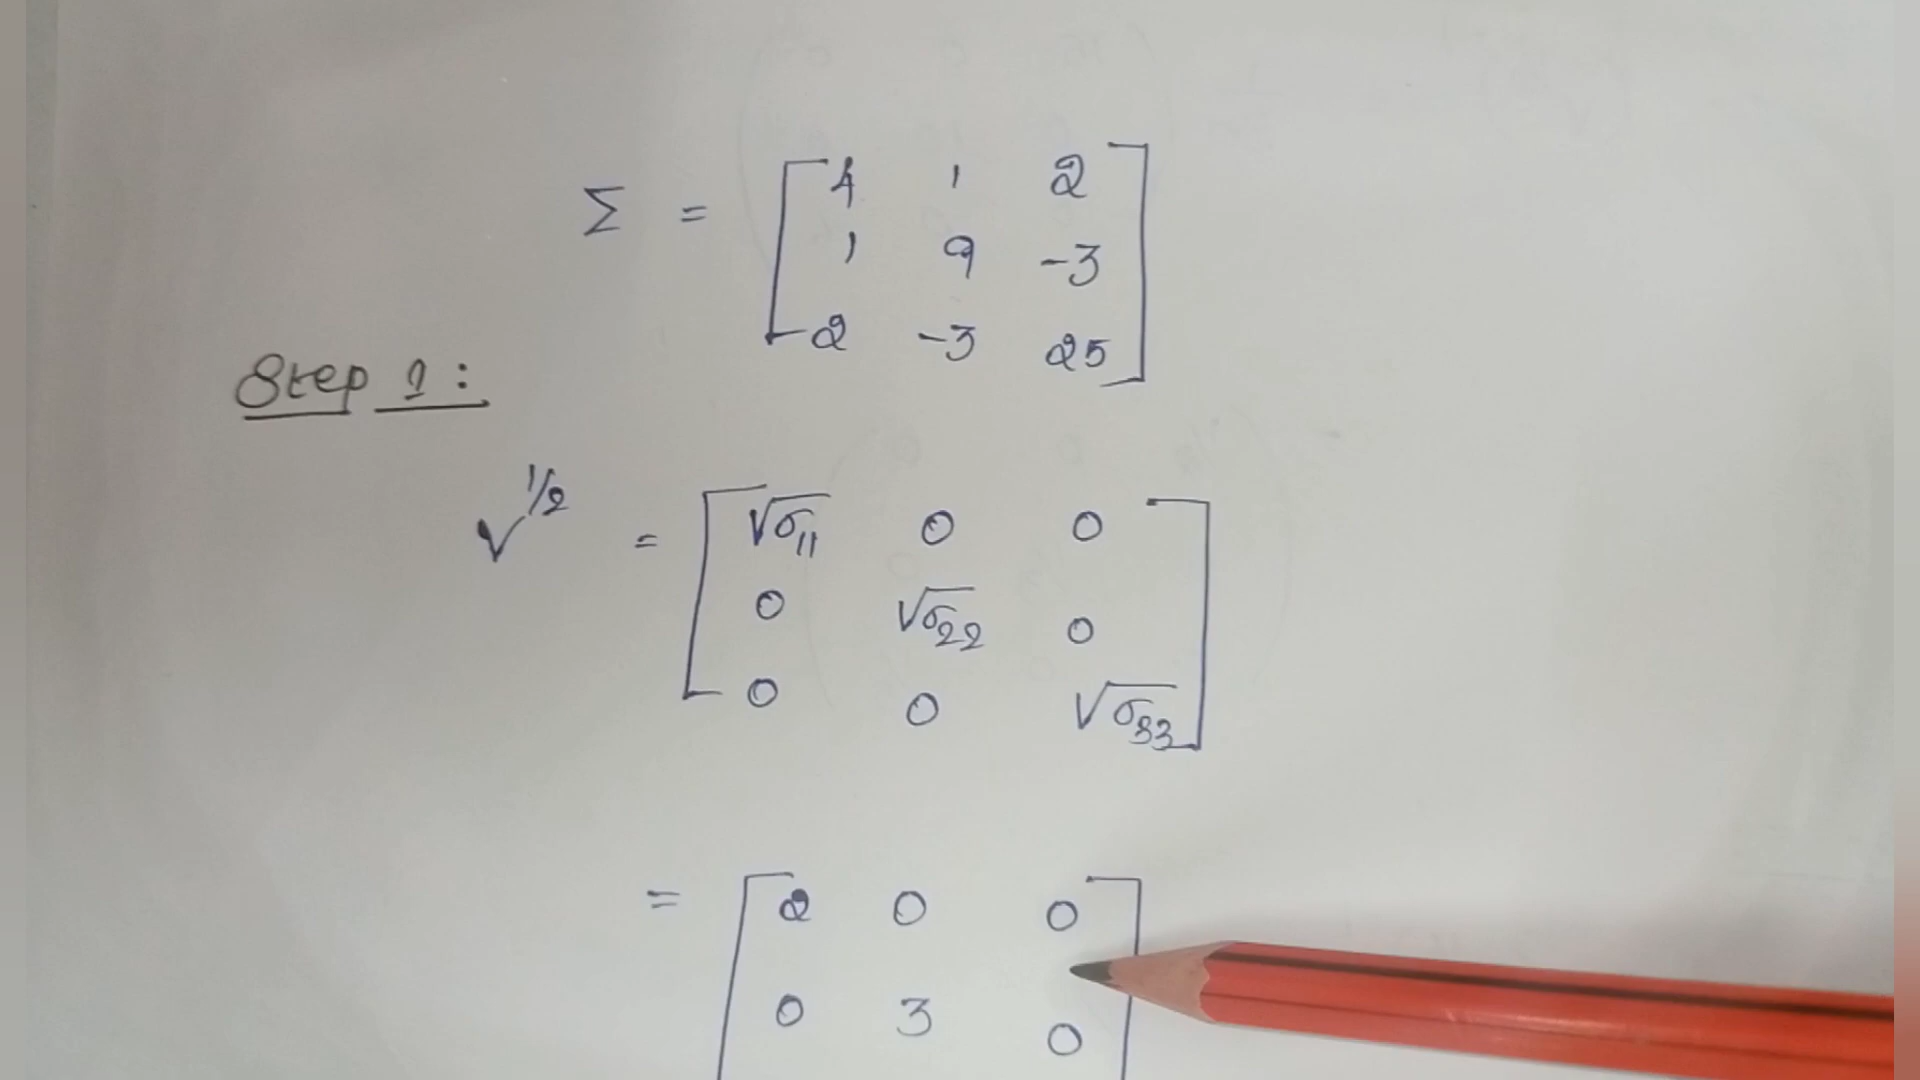 Σ = [4 1 2
1 9 -3
2 -3 25]
Step 1:
V^1/2 = [√σ11 0 0
0 √σ22 0
0 0 √σ33]
= [2 0 0
0 3 0